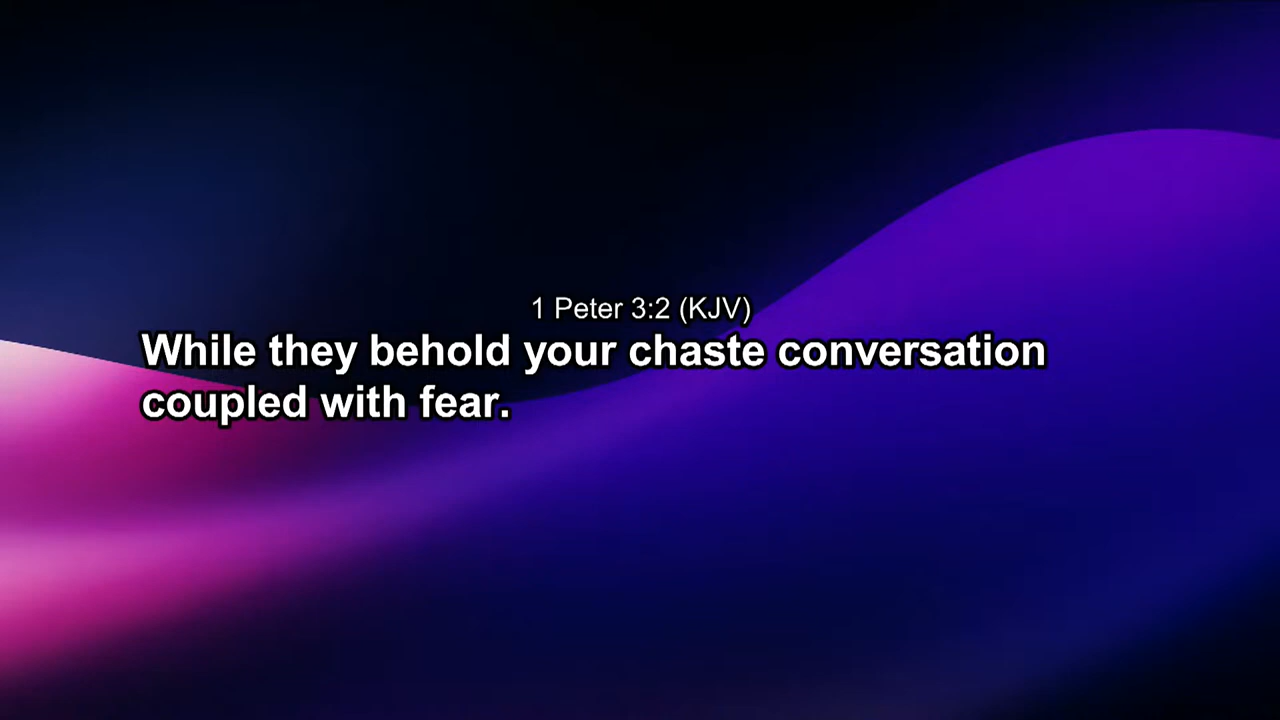 1 Peter 3:2 (KJV)
While they behold your chaste conversation
coupled with fear.